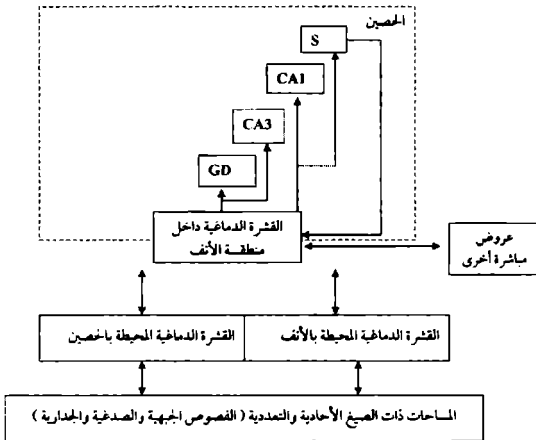 الحصين
S
CA1
CA3
GD
القشرة الدماغية داخل
منطقة الأنف
عروض
مباشرة أخرى
القشرة الدماغية المحيطة بالأنف
القشرة الدماغية المحيطة بالحصين
المساحات ذات الصيغ الأحادية والتعددية ( الفصوص الجبهية والصدغية والجدارية )